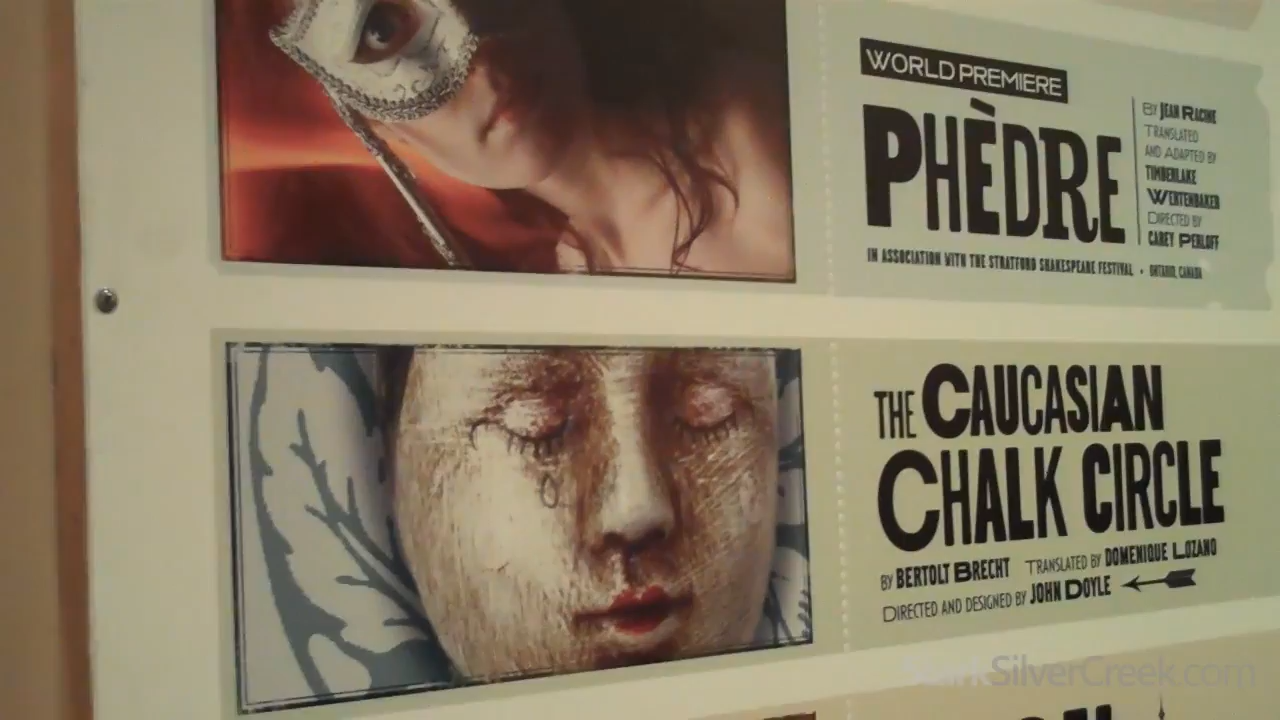 WORLD PREMIERE
PHÈDRE
BY JEAN RACINE
TRANSLATED
AND ADAPTED BY
TIMBERLAKE
WERTENBAKER
DIRECTED BY
CAREY PERLOFF
IN ASSOCIATION WITH THE STRATFORD SHAKESPEARE FESTIVAL • ONTARIO, CANADA
THE CAUCASIAN
CHALK CIRCLE
BY BERTOLT BRECHT TRANSLATED BY DOMENIQUE LOZANO
DIRECTED AND DESIGNED BY JOHN DOYLE
SilverCreek.com